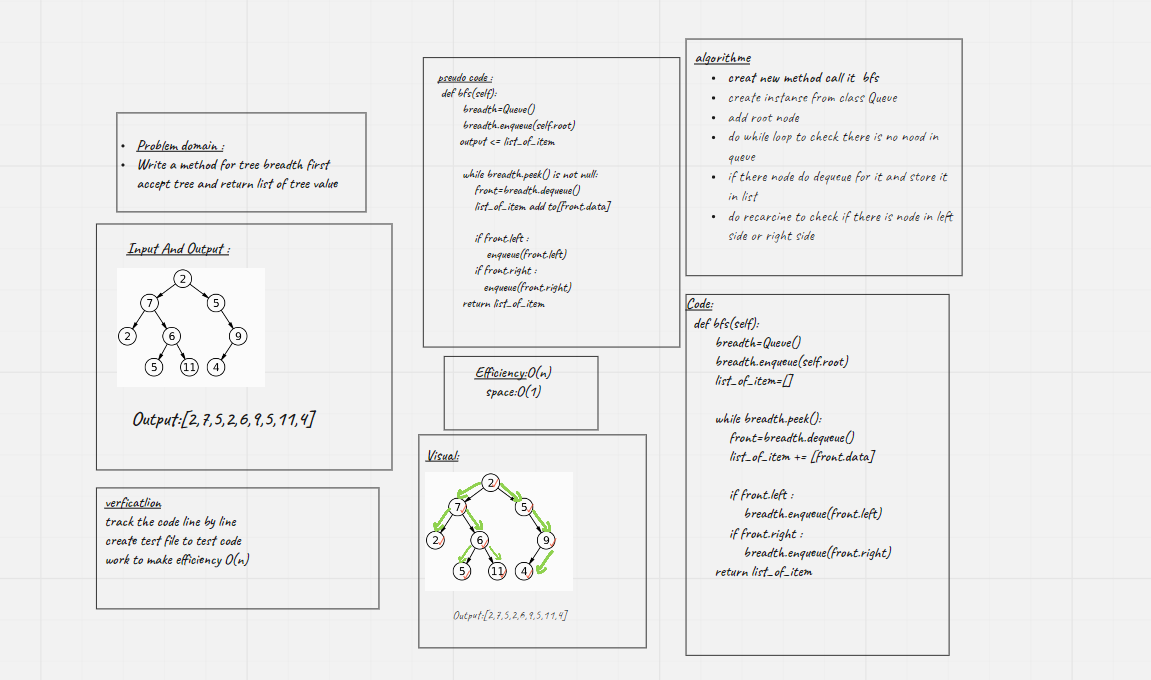 Problem domain :
Write a method for tree breadth first
accept tree and return list of tree value
Input And Output :
2
7
5
2
6
9
5
11
4
Output:[2,7,5,2,6,9,5,11,4]
verfication
track the code line by line
create test file to test code
work to make efficiency O(n)
pseudo code :
def bfs(self):
breadth=Queue()
breadth.enqueue(self.root)
output <= list_of_item
while breadth.peek() is not null:
front=breadth.dequeue()
list_of_item add to[front.data]
if front.left :
enqueue(front.left)
if front.right :
enqueue(front.right)
return list_of_item
Efficiency:O(n)
space:O(1)
Visual:
2
7
5
2
6
9
5
11
4
Output:[2,7,5,2,6,9,5,11,4]
algorithme
creat new method call it bfs
create instanse from class Queue
add root node
do while loop to check there is no nood in
queue
if there node do dequeue for it and store it
in list
do recarcine to check if there is node in left
side or right side
Code:
def bfs(self):
breadth=Queue()
breadth.enqueue(self.root)
list_of_item=[]
while breadth.peek():
front=breadth.dequeue()
list_of_item += [front.data]
if front.left :
breadth.enqueue(front.left)
if front.right :
breadth.enqueue(front.right)
return list_of_item